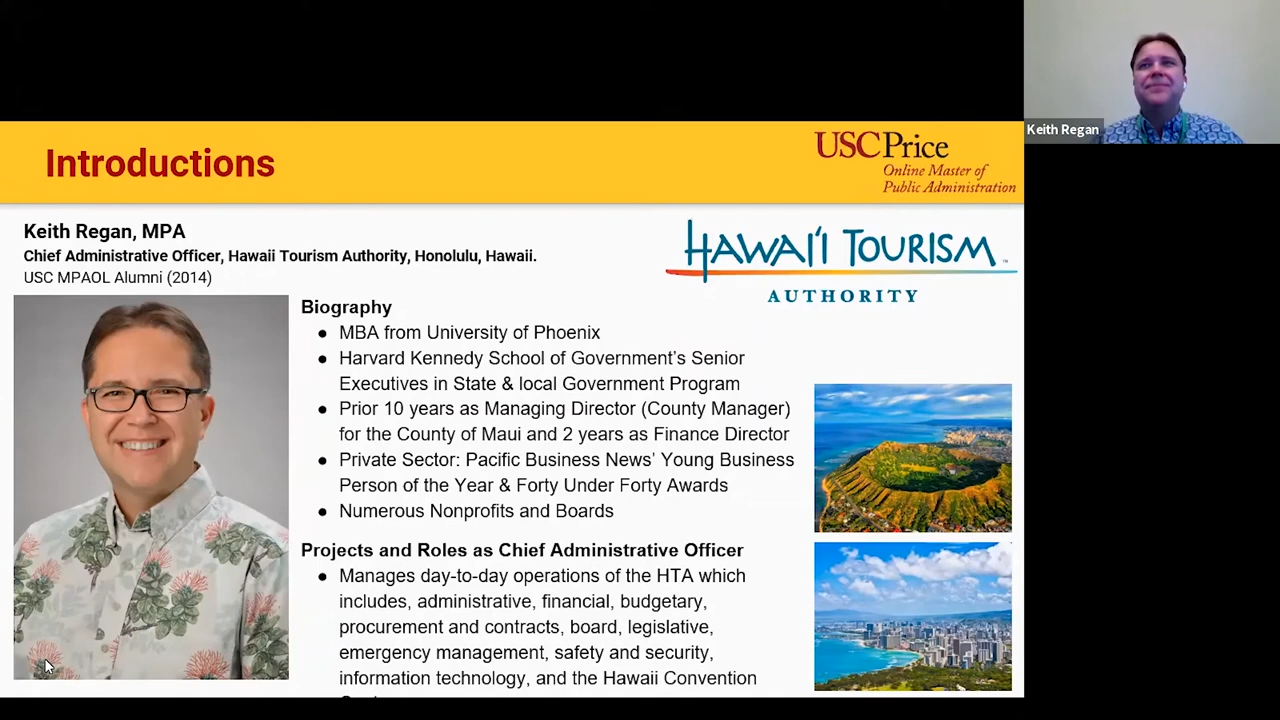 Introductions
USC Price
Online Master of
Public Administration
Keith Regan
Keith Regan, MPA
Chief Administrative Officer, Hawaii Tourism Authority, Honolulu, Hawaii.
USC MPAOL Alumni (2014)
HAWAI'I TOURISM™
AUTHORITY
Biography
● MBA from University of Phoenix
● Harvard Kennedy School of Government's Senior
Executives in State & local Government Program
● Prior 10 years as Managing Director (County Manager)
for the County of Maui and 2 years as Finance Director
● Private Sector: Pacific Business News' Young Business
Person of the Year & Forty Under Forty Awards
● Numerous Nonprofits and Boards
Projects and Roles as Chief Administrative Officer
● Manages day-to-day operations of the HTA which
includes, administrative, financial, budgetary,
procurement and contracts, board, legislative,
emergency management, safety and security,
information technology, and the Hawaii Convention